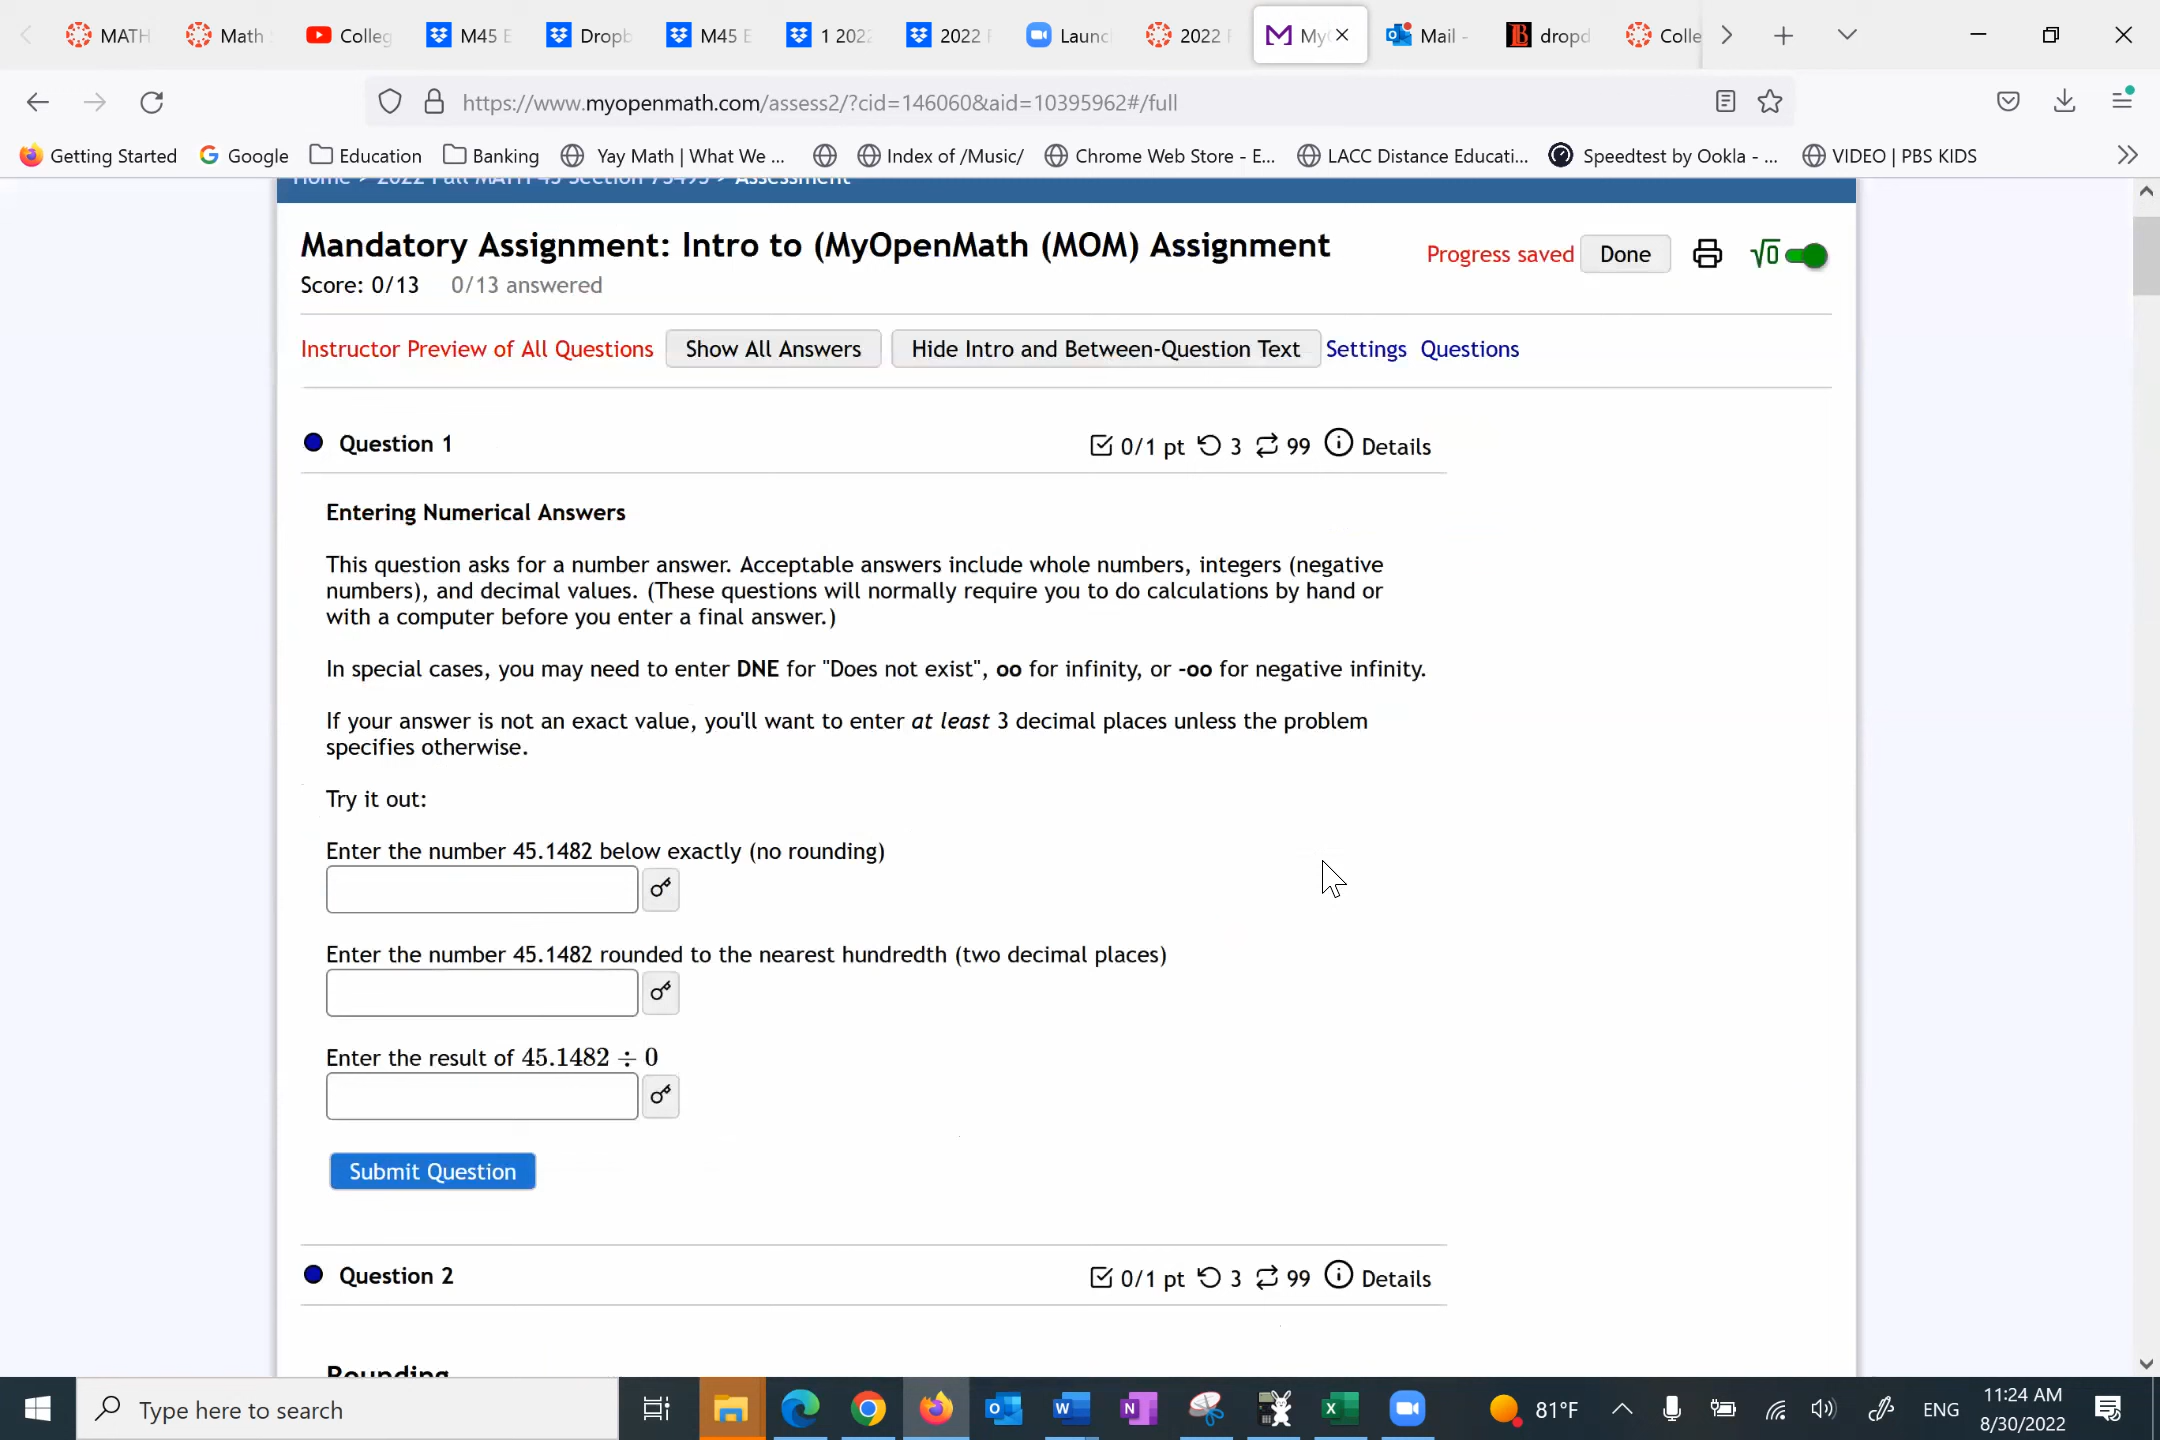 MATH
Math
Colleg
M45 E
Dropb
M45 E
1 202
2022 F
Launc
2022 F
My
Mail -
dropd
Colle
https://www.myopenmath.com/assess2/?cid=146060&aid=10395962#/full
Getting Started
Google
Education
Banking
Yay Math | What We ...
Index of /Music/
Chrome Web Store - E...
LACC Distance Educati...
Speedtest by Ookla - ...
VIDEO | PBS KIDS
Home > 2022 Fall MATH 45 Section 73495 > Assessment
Mandatory Assignment: Intro to (MyOpenMath (MOM) Assignment
Progress saved
Done
√0
Score: 0/13 0/13 answered
Instructor Preview of All Questions
Show All Answers
Hide Intro and Between-Question Text
Settings
Questions
Question 1
0/1 pt
3
99
Details
Entering Numerical Answers
This question asks for a number answer. Acceptable answers include whole numbers, integers (negative
numbers), and decimal values. (These questions will normally require you to do calculations by hand or
with a computer before you enter a final answer.)
In special cases, you may need to enter DNE for "Does not exist", oo for infinity, or -oo for negative infinity.
If your answer is not an exact value, you'll want to enter at least 3 decimal places unless the problem
specifies otherwise.
Try it out:
Enter the number 45.1482 below exactly (no rounding)
Enter the number 45.1482 rounded to the nearest hundredth (two decimal places)
Enter the result of 45.1482 ÷ 0
Submit Question
Question 2
0/1 pt
3
99
Details
Rounding
Type here to search
81°F
ENG
11:24 AM
8/30/2022